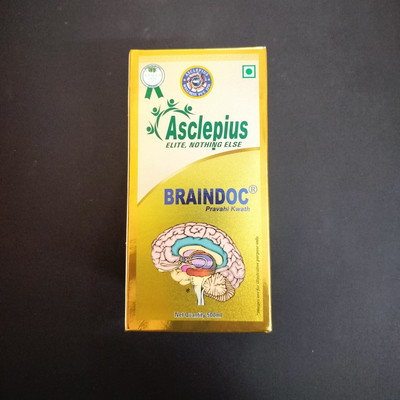 Asclepius
ELITE, NOTHING ELSE
BRAINDOC®
Pravahi Kwath
Net Quantity 500ml